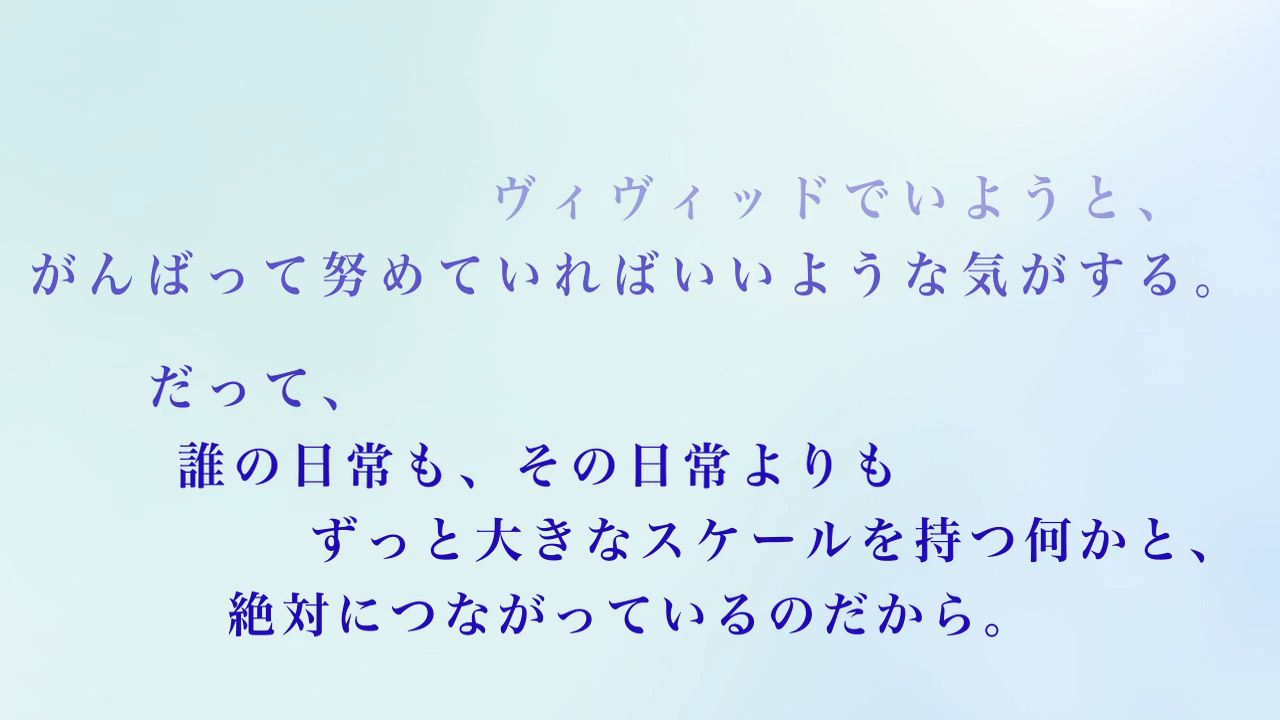 ヴィヴィッドでいようと、
がんばって努めていればいいような気がする。
だって、
誰の日常も、その日常よりも
ずっと大きなスケールを持つ何かと、
絶対につながっているのだから。